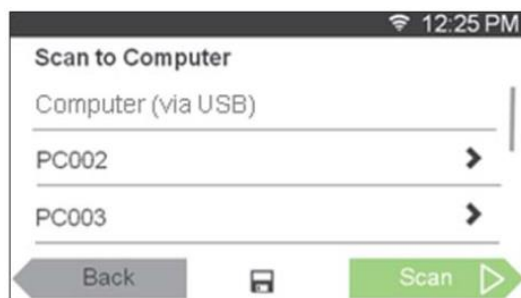 12:25 PM
Scan to Computer
Computer (via USB)
PC002
PC003
Back Scan